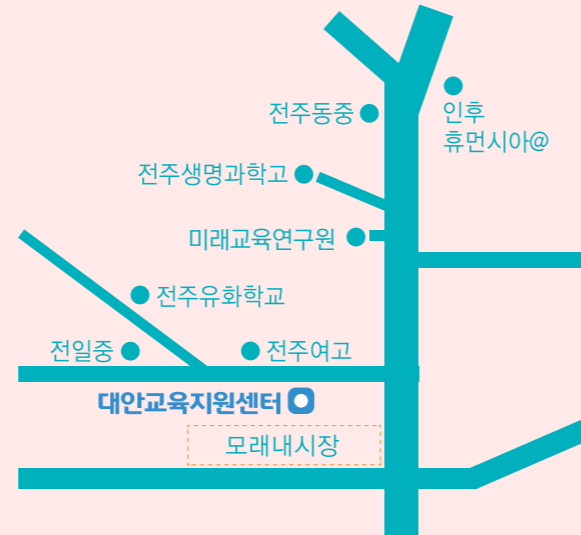 전주동중
인후
휴먼시아@
전주생명과학고
미래교육연구원
전주유화학교
전일중
전주여고
대안교육지원센터
모래내시장